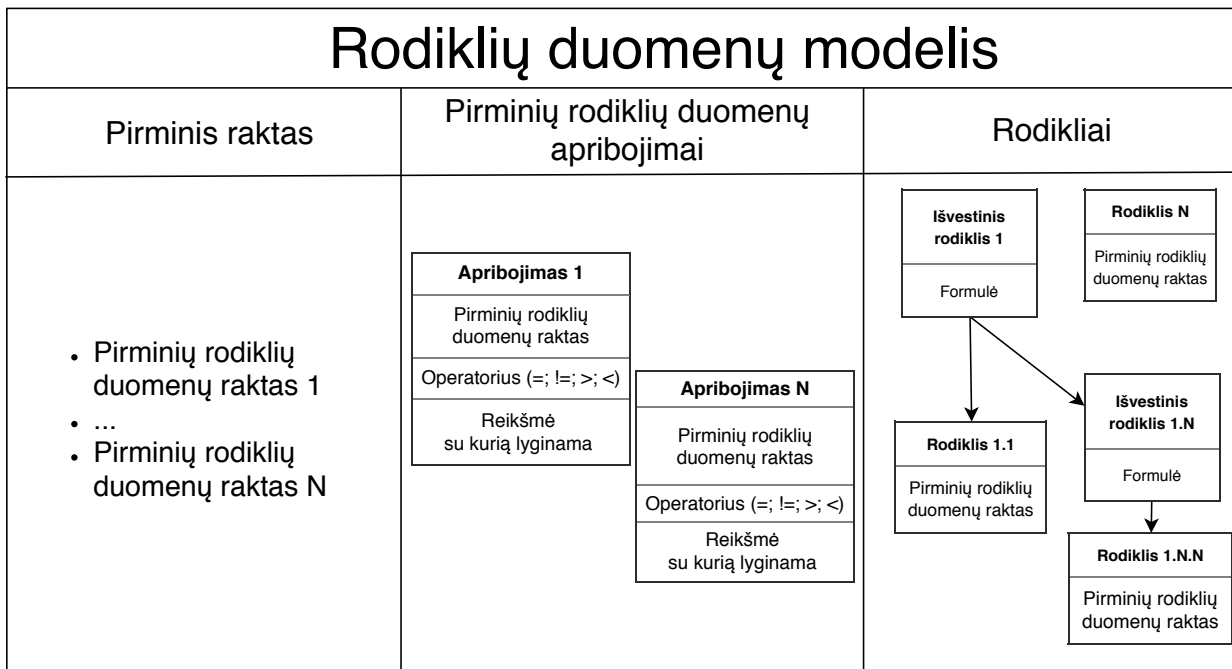 Rodiklių duomenų modelis
Pirminis raktas
Pirminių rodiklių duomenų
apribojimai
Rodikliai
• Pirminių rodiklių
duomenų raktas 1
• ...
• Pirminių rodiklių
duomenų raktas N
Apribojimas 1
Pirminių rodiklių
duomenų raktas
Operatorius (=; !=; >; <)
Reikšmė
su kurią lyginama
Apribojimas N
Pirminių rodiklių
duomenų raktas
Operatorius (=; !=; >; <)
Reikšmė
su kurią lyginama
Išvestinis
rodiklis 1
Formulė
Rodiklis N
Pirminių rodiklių
duomenų raktas
Rodiklis 1.1
Pirminių rodiklių
duomenų raktas
Išvestinis
rodiklis 1.N
Formulė
Rodiklis 1.N.N
Pirminių rodiklių
duomenų raktas